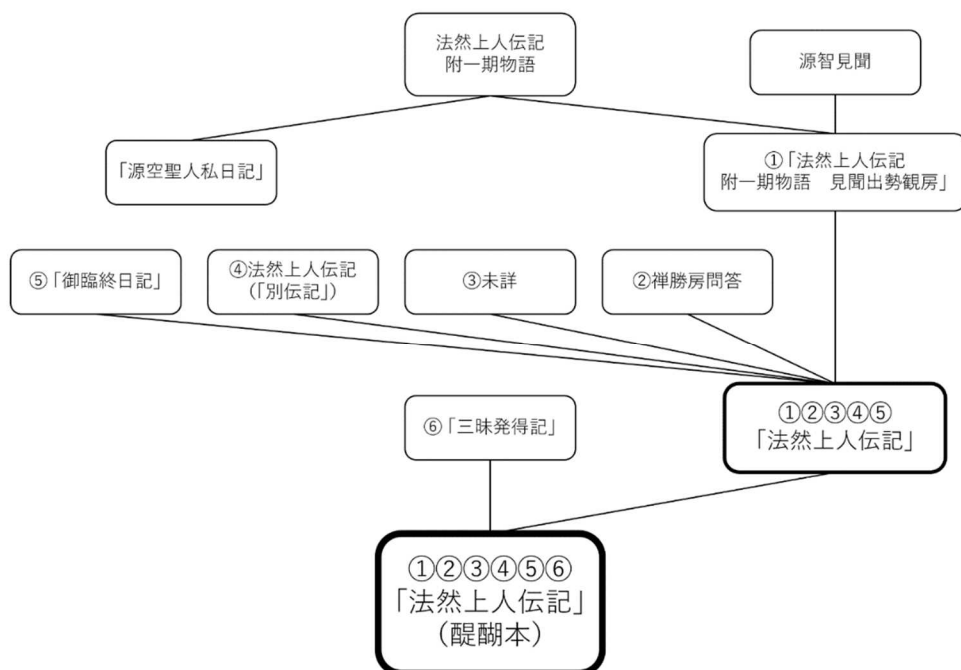 法然上人伝記
附一期物語
源智見聞
「源空聖人私日記」
①「法然上人伝記
附一期物語　見聞出勢観房」
⑤「御臨終日記」
④法然上人伝記
(「別伝記」)
③未詳
②禅勝房問答
①②③④⑤
「法然上人伝記」
⑥「三昧発得記」
①②③④⑤⑥
「法然上人伝記」
(醍醐本)